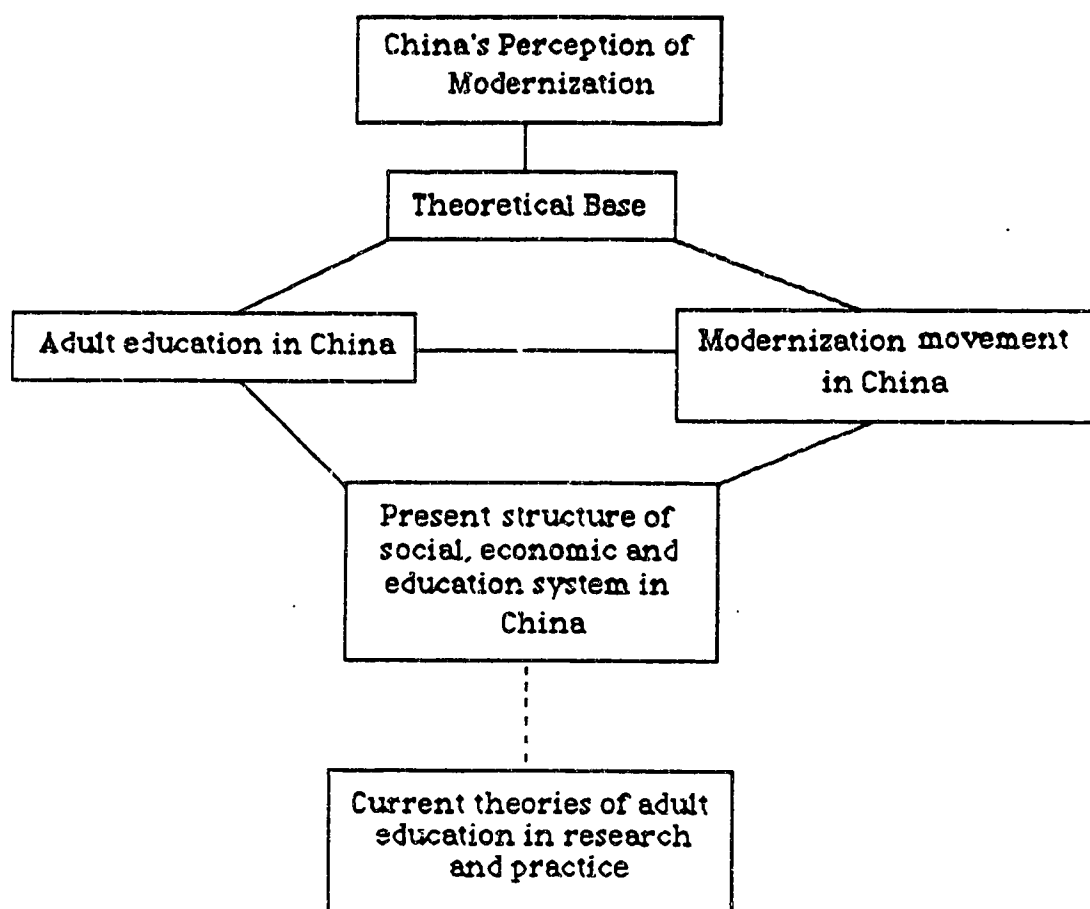 China's Perception of
Modernization
Theoretical Base
Adult education in China
Modernization movement
in China
Present structure of
social, economic and
education system in
China
Current theories of adult
education in research
and practice